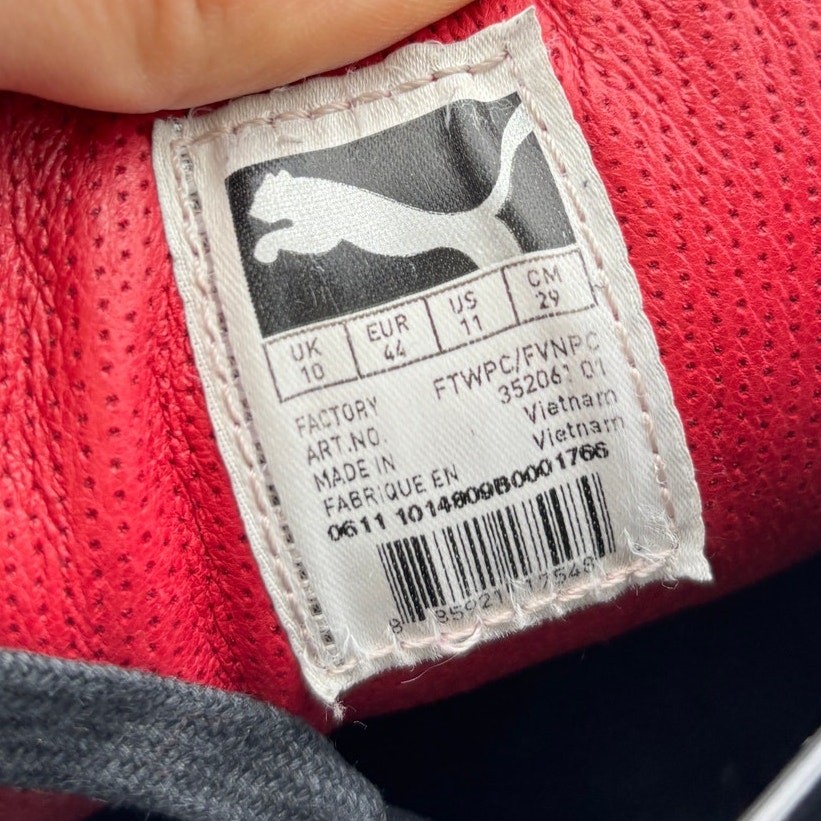 UK EUR US CM
10 44 11 29
FACTORY FTWPC/FVNPC
ART.NO. 352061 01
MADE IN Vietnam
FABRIQUE EN Vietnam
0611 1014809B0001766